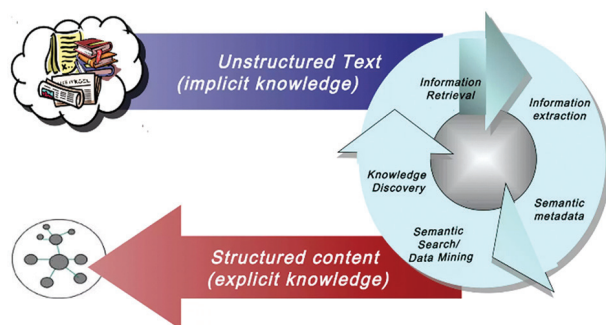 Unstructured Text
(implicit knowledge)
Information
Retrieval
Information
extraction
Semantic
metadata
Semantic
Search/
Data Mining
Knowledge
Discovery
Structured content
(explicit knowledge)